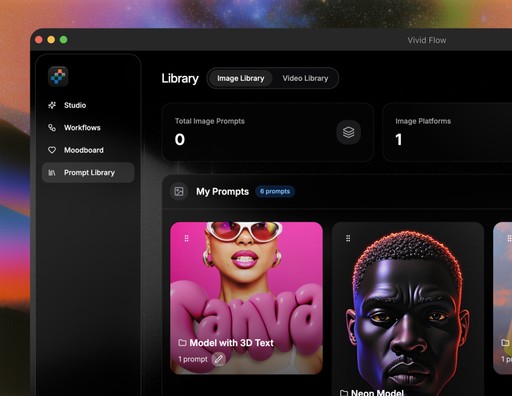 Vivid Flow
Library
Image Library
Video Library
Studio
Workflows
Moodboard
Prompt Library
Total Image Prompts
0
Image Platforms
1
My Prompts
6 prompts
Canva
Model with 3D Text
1 prompt
Neon Model